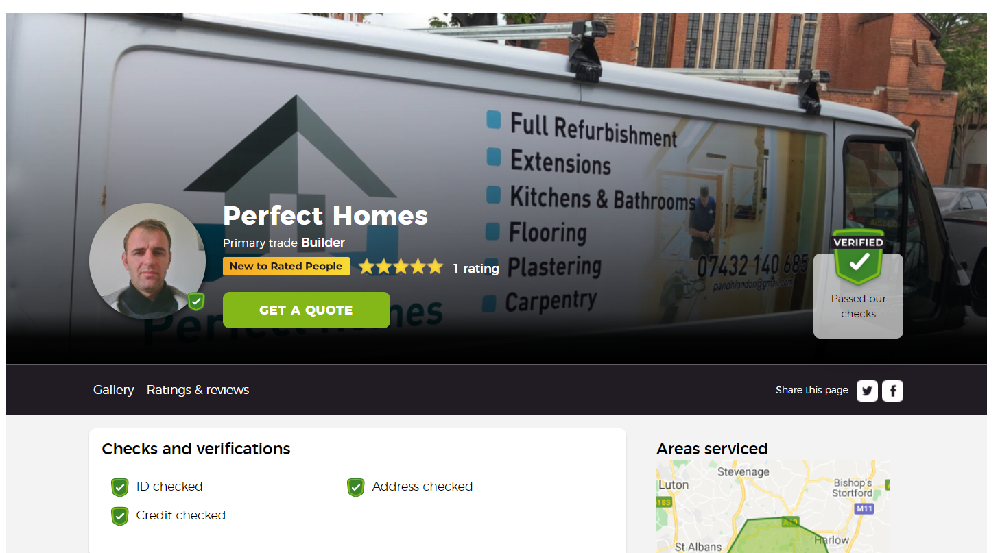 Full Refurbishment
Extensions
Kitchens & Bathrooms
Flooring
Plastering
Carpentry
07432 140 685
pandhlondon@gmail.com
Perfect Homes
Perfect Homes
Primary trade Builder
New to Rated People
1 rating
GET A QUOTE
VERIFIED
Passed our
checks
Gallery Ratings & reviews
Share this page
Checks and verifications
ID checked
Address checked
Credit checked
Areas serviced
Stevenage
Luton
Bishop's
Stortford
183
M11
A10
Harlow
St Albans